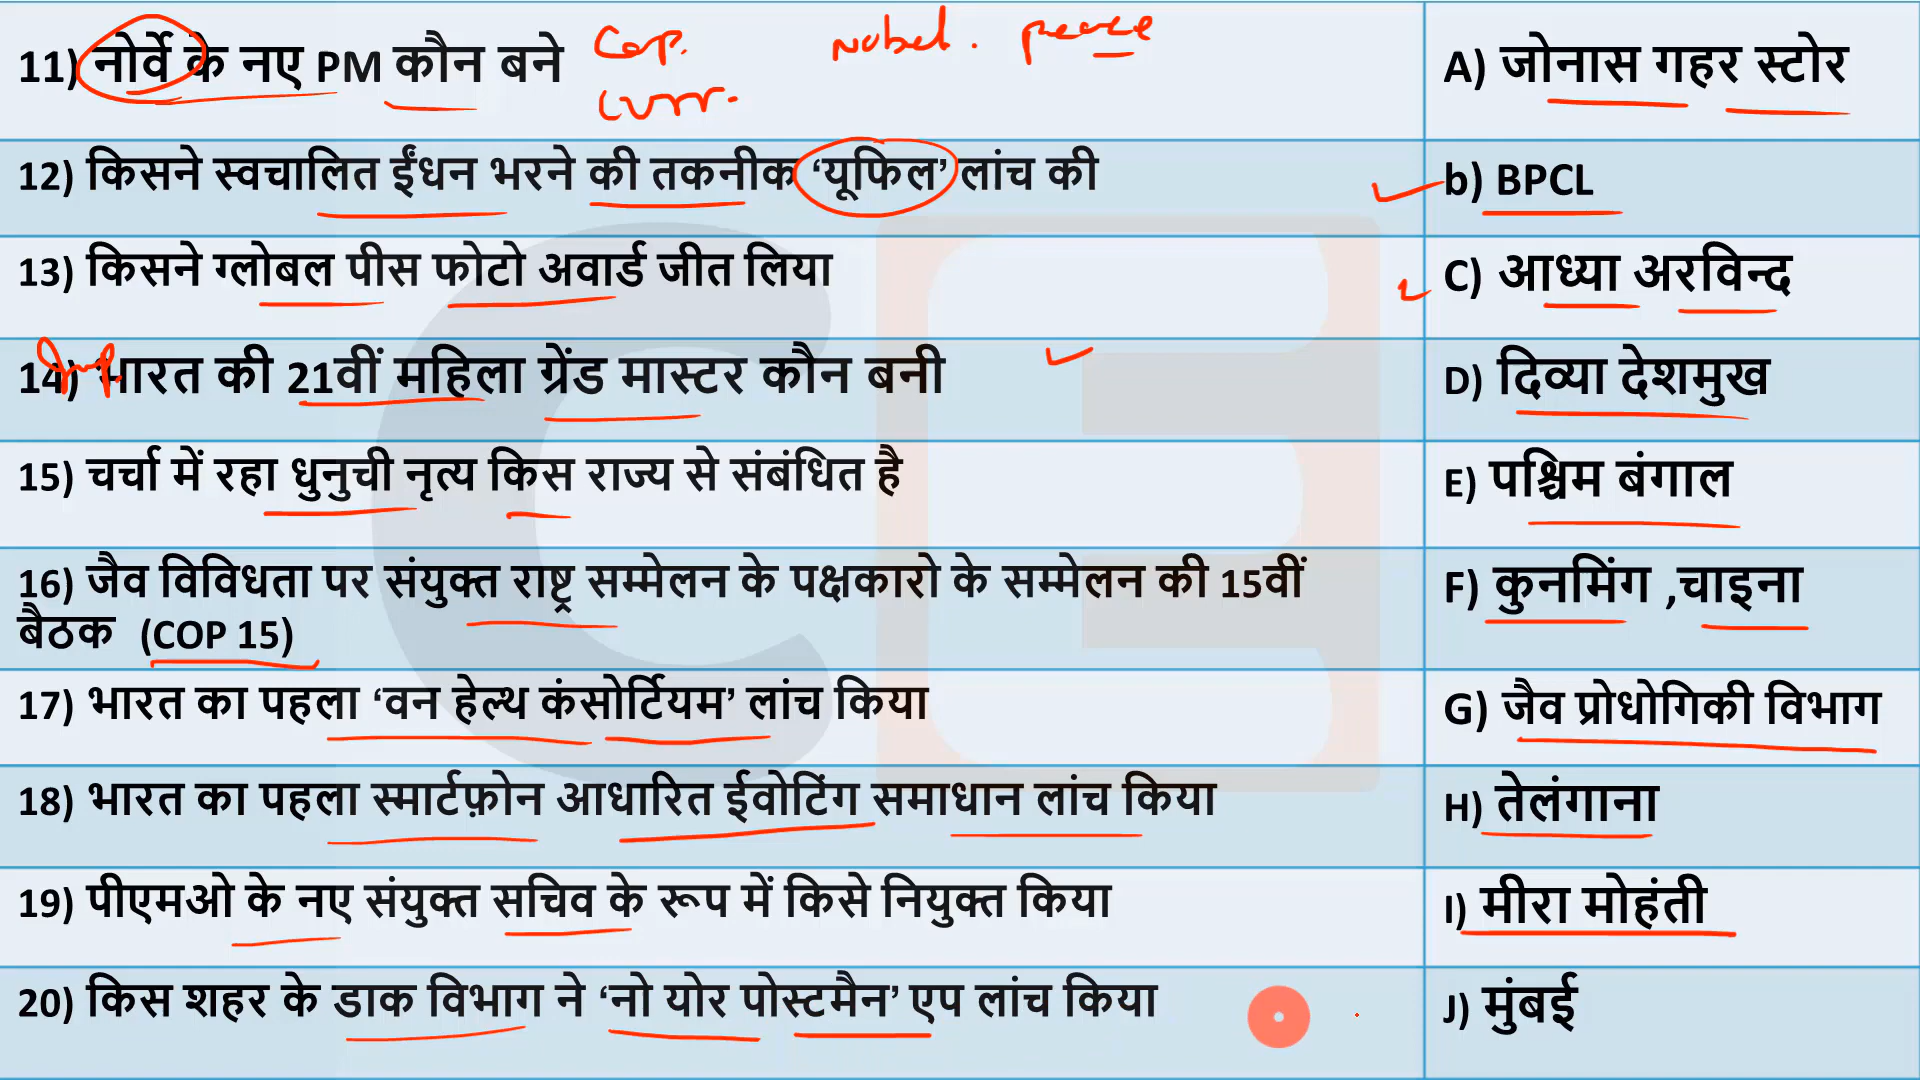 11) नोर्वे के नए PM कौन बने
Cap.
Nobel. peace
Curr.
A) जोनास गहर स्टोर
12) किसने स्वचालित ईंधन भरने की तकनीक ‘यूफिल’ लांच की
b) BPCL
13) किसने ग्लोबल पीस फोटो अवार्ड जीत लिया
C) आध्या अरविन्द
Imp.
14) भारत की 21वीं महिला ग्रेंड मास्टर कौन बनी
D) दिव्या देशमुख
15) चर्चा में रहा धुनुची नृत्य किस राज्य से संबंधित है
E) पश्चिम बंगाल
16) जैव विविधता पर संयुक्त राष्ट्र सम्मेलन के पक्षकारो के सम्मेलन की 15वीं
बैठक (COP 15)
F) कुनमिंग ,चाइना
17) भारत का पहला ‘वन हेल्थ कंसोर्टियम’ लांच किया
G) जैव प्रोधोगिकी विभाग
18) भारत का पहला स्मार्टफ़ोन आधारित ईवोटिंग समाधान लांच किया
H) तेलंगाना
19) पीएमओ के नए संयुक्त सचिव के रूप में किसे नियुक्त किया
I) मीरा मोहंती
20) किस शहर के डाक विभाग ने ‘नो योर पोस्टमैन’ एप लांच किया
J) मुंबई